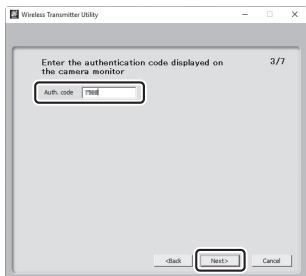 Wireless Transmitter Utility
Enter the authentication code displayed on
the camera monitor
3/7
Auth. code
<Back
Next>
Cancel